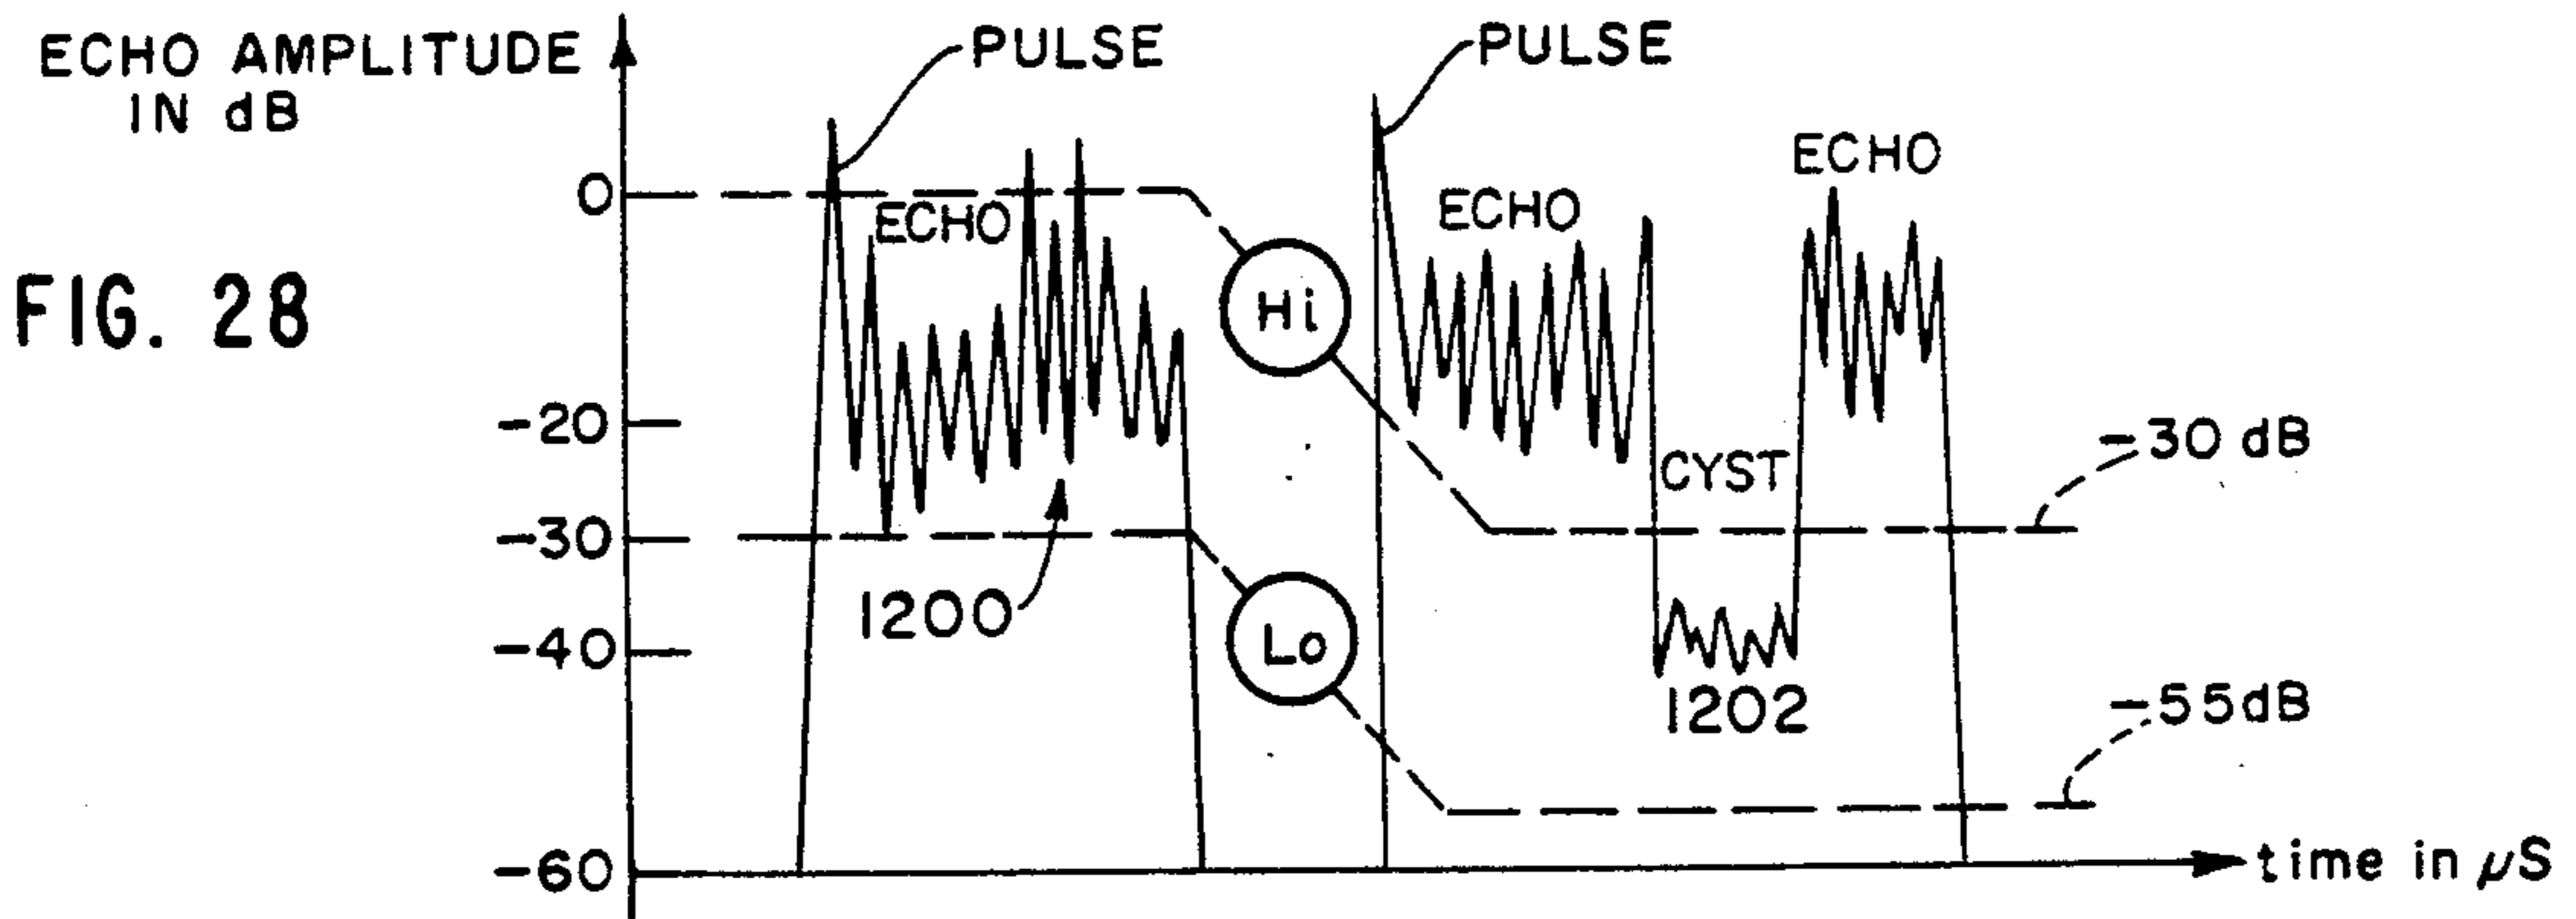 ECHO AMPLITUDE
IN dB
PULSE
PULSE
ECHO
0
ECHO
ECHO
FIG. 28
Hi
-20
-30 dB
CYST
-30
1200
Lo
-40
1202
-55dB
-60
time in μS